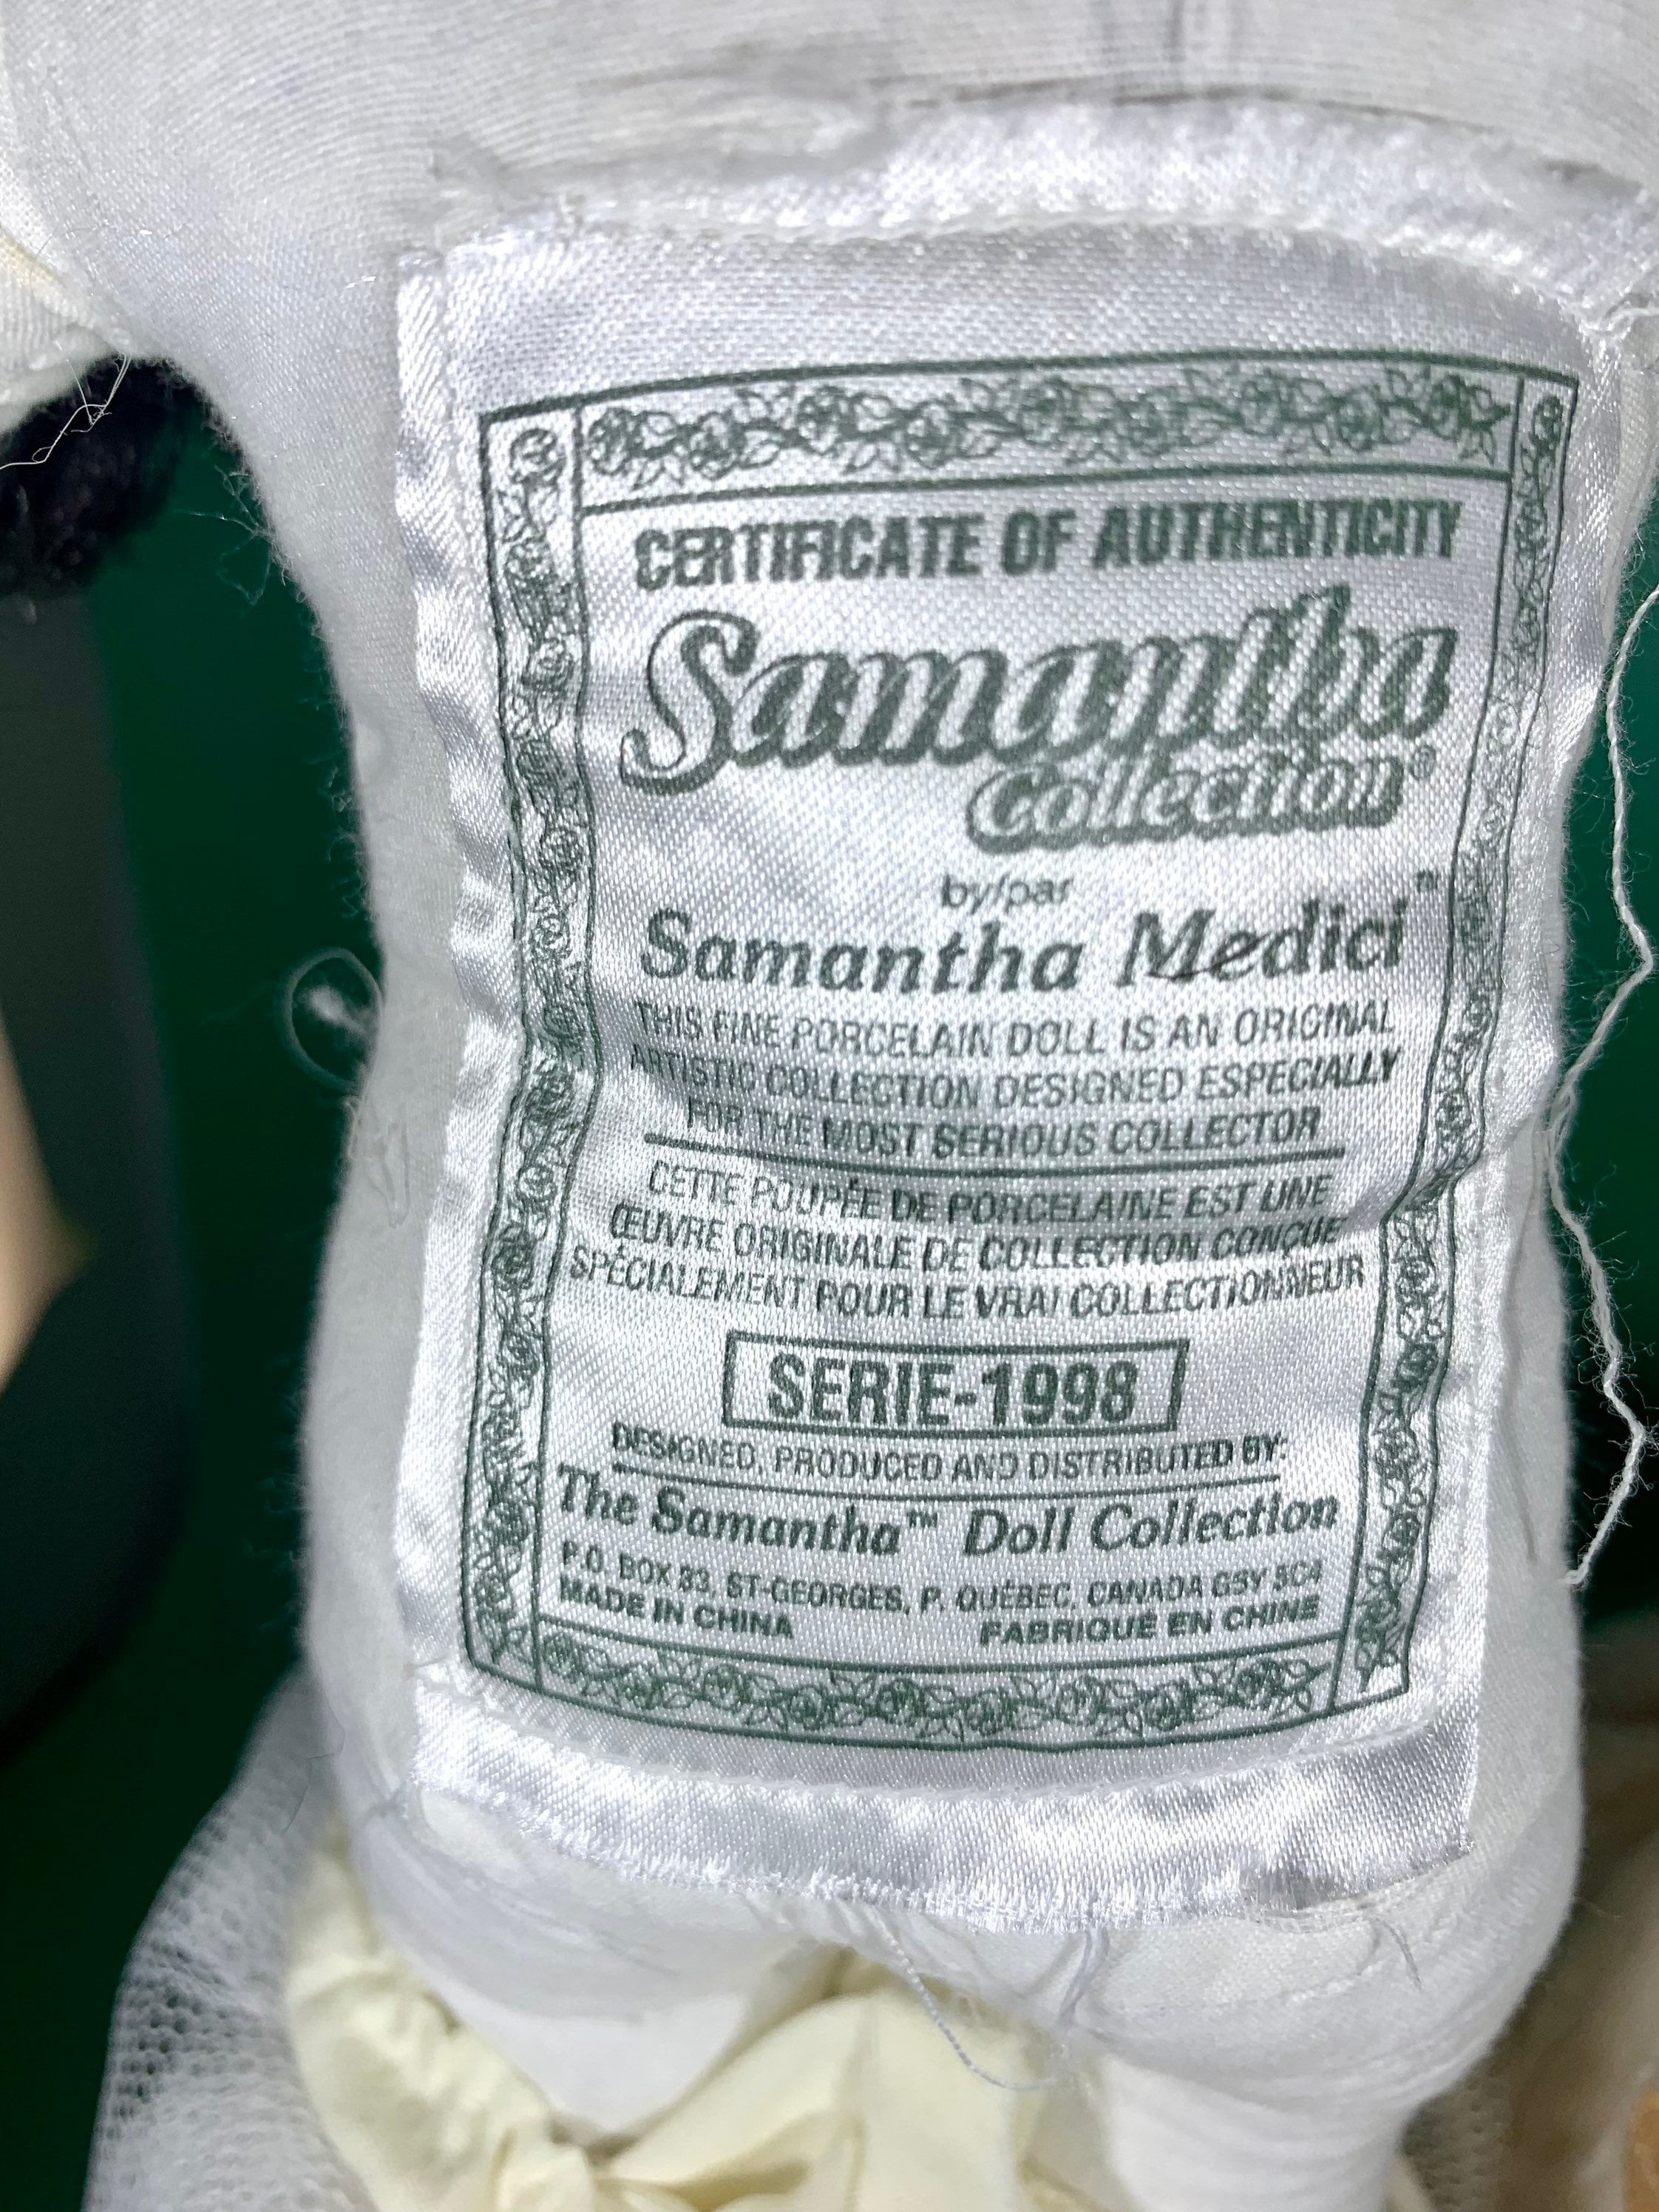 CERTIFICATE OF AUTHENTICITY
Samantha
Collection®
by/par
Samantha Medici™
THIS FINE PORCELAIN DOLL IS AN ORIGINAL
ARTISTIC COLLECTION DESIGNED ESPECIALLY
FOR THE MOST SERIOUS COLLECTOR
CETTE POUPÉE DE PORCELAINE EST UNE
ŒUVRE ORIGINALE DE COLLECTION CONÇUE
SPÉCIALEMENT POUR LE VRAI COLLECTIONNEUR
SERIE-1998
DESIGNED, PRODUCED AND DISTRIBUTED BY:
The Samantha™ Doll Collection
P.O. BOX 83, ST-GEORGES, P. QUÉBEC, CANADA G5Y 5C4
MADE IN CHINA FABRIQUÉ EN CHINE